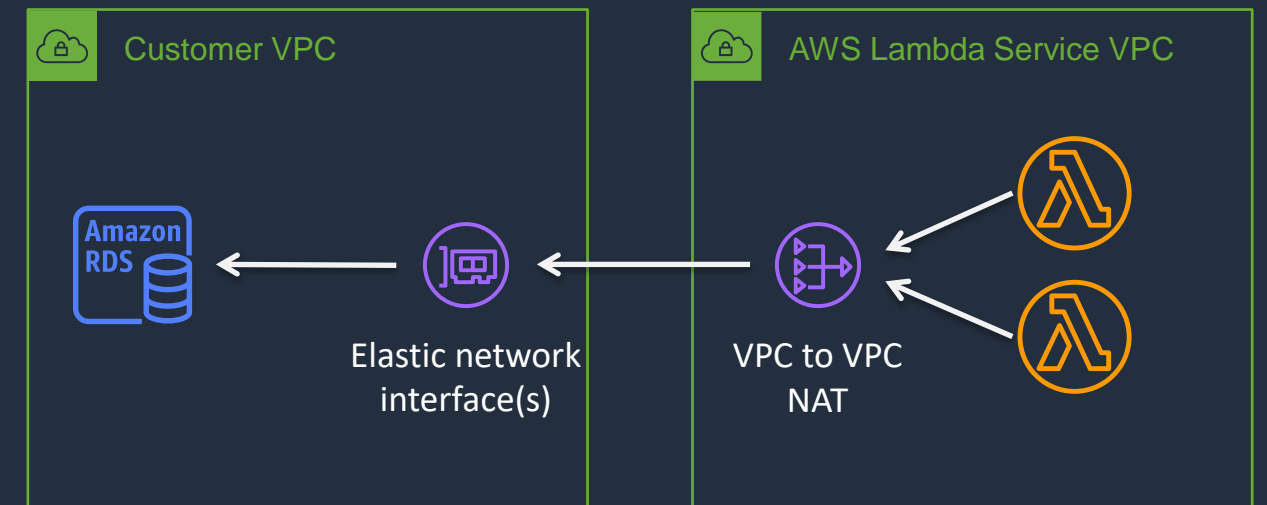 Customer VPC
AWS Lambda Service VPC
Amazon
RDS
Elastic network
interface(s)
VPC to VPC
NAT